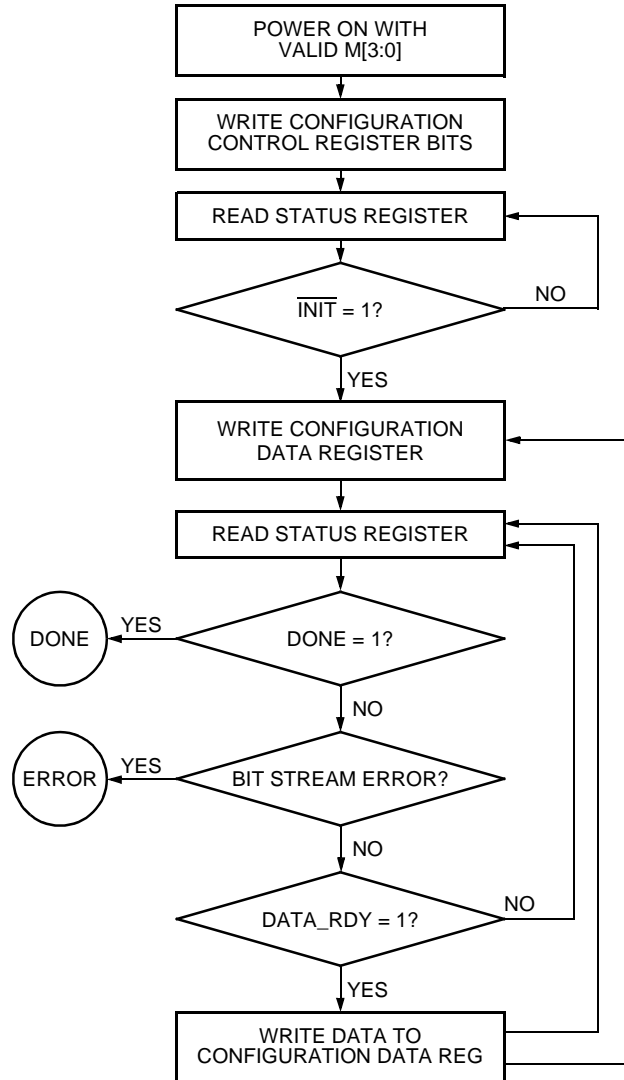 POWER ON WITH
VALID M[3:0]
WRITE CONFIGURATION
CONTROL REGISTER BITS
READ STATUS REGISTER
INIT = 1?
NO
YES
WRITE CONFIGURATION
DATA REGISTER
READ STATUS REGISTER
DONE
YES
DONE = 1?
NO
ERROR
YES
BIT STREAM ERROR?
NO
DATA_RDY = 1?
NO
YES
WRITE DATA TO
CONFIGURATION DATA REG